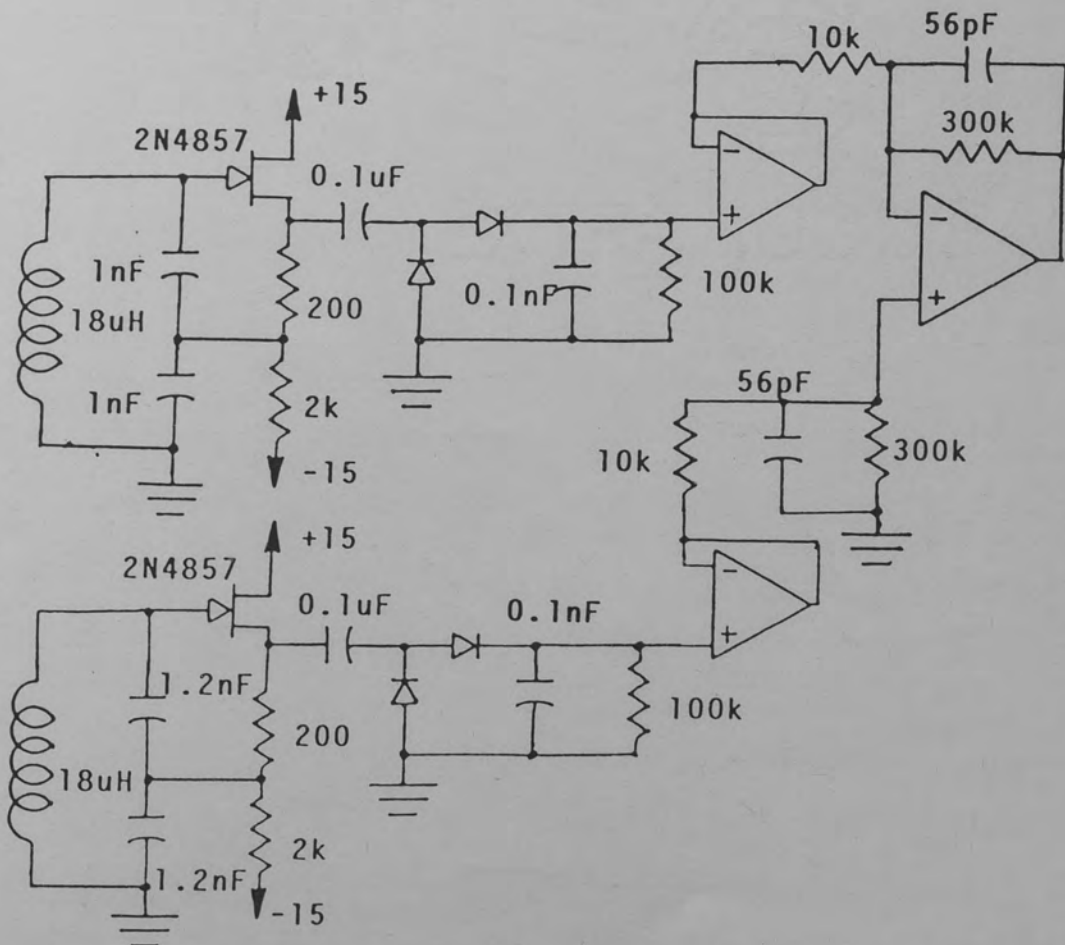 56pF
10k
+15
300k
2N4857
0.1uF
-
+
-
1nF
200
0.1nF
100k
+
18uH
1nF
2k
56pF
-15
10k
300k
+15
2N4857
0.1uF
0.1nF
-
+
1.2nF
200
100k
18uH
2k
1.2nF
-15